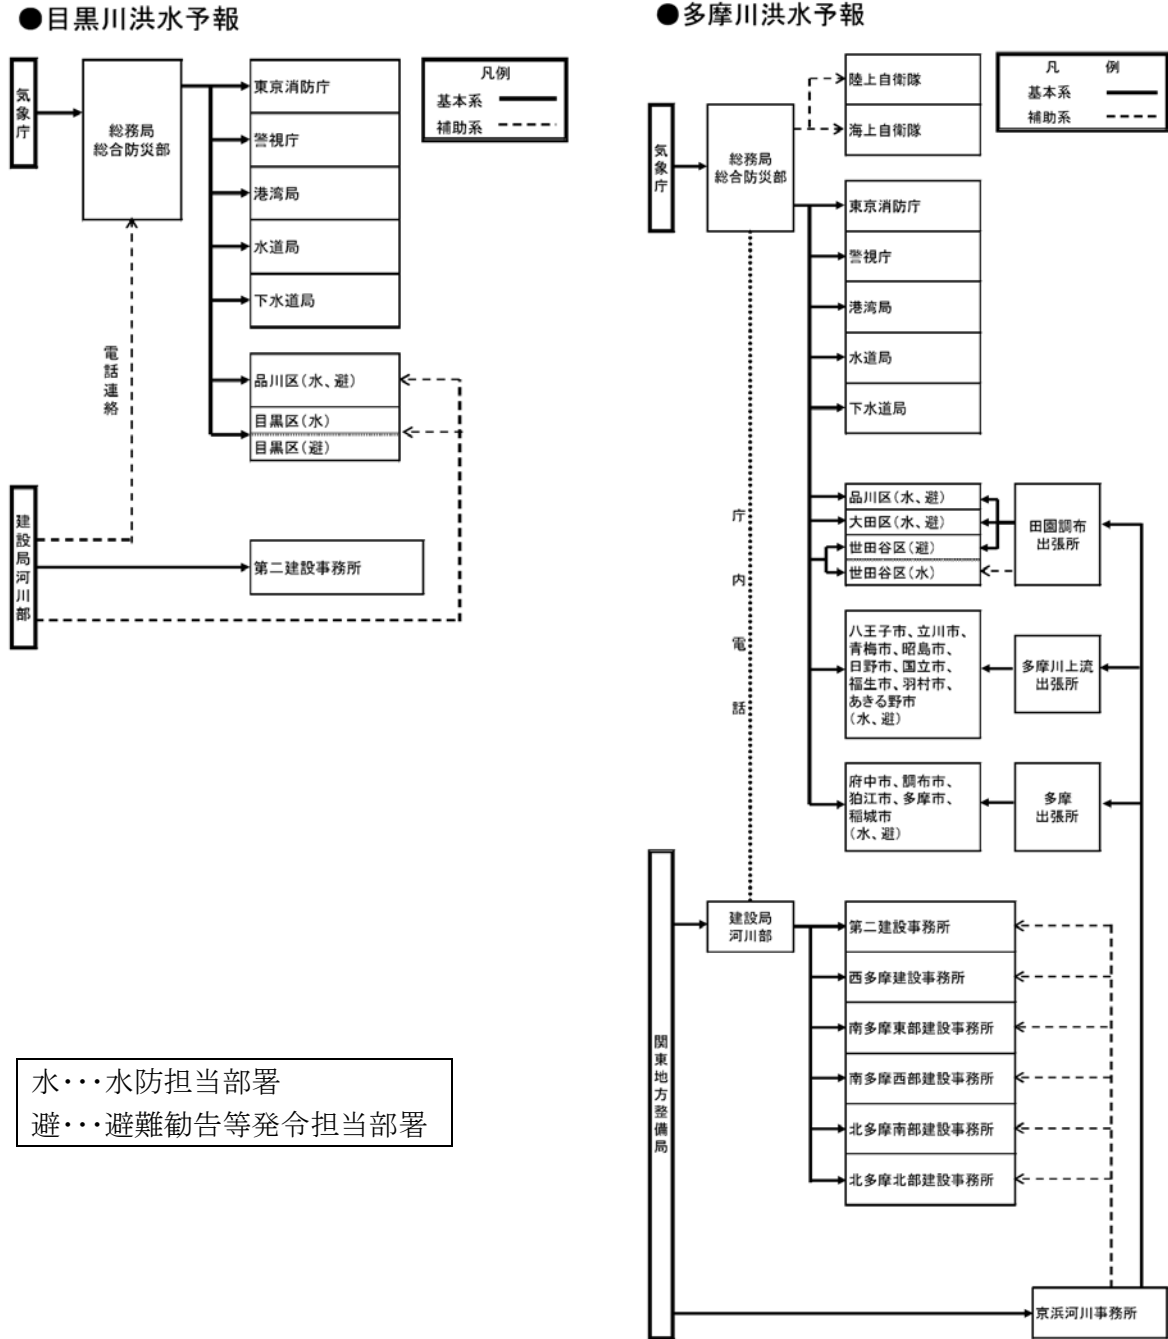 ●目黒川洪水予報
気象庁
総務局
総合防災部
東京消防庁
警視庁
港湾局
水道局
下水道局
品川区(水、避)
目黒区(水)
目黒区(避)
凡例
基本系
補助系
電話連絡
建設局河川部
第二建設事務所
水・・・水防担当部署
避・・・避難勧告等発令担当部署
●多摩川洪水予報
気象庁
総務局
総合防災部
陸上自衛隊
海上自衛隊
凡 例
基本系
補助系
東京消防庁
警視庁
港湾局
水道局
下水道局
品川区(水、避)
大田区(水、避)
世田谷区(避)
世田谷区(水)
田園調布
出張所
庁内電話
八王子市、立川市、
青梅市、昭島市、
日野市、国立市、
福生市、羽村市、
あきる野市
(水、避)
多摩川上流
出張所
府中市、調布市、
狛江市、多摩市、
稲城市
(水、避)
多摩
出張所
関東地方整備局
建設局
河川部
第二建設事務所
西多摩建設事務所
南多摩東部建設事務所
南多摩西部建設事務所
北多摩南部建設事務所
北多摩北部建設事務所
京浜河川事務所